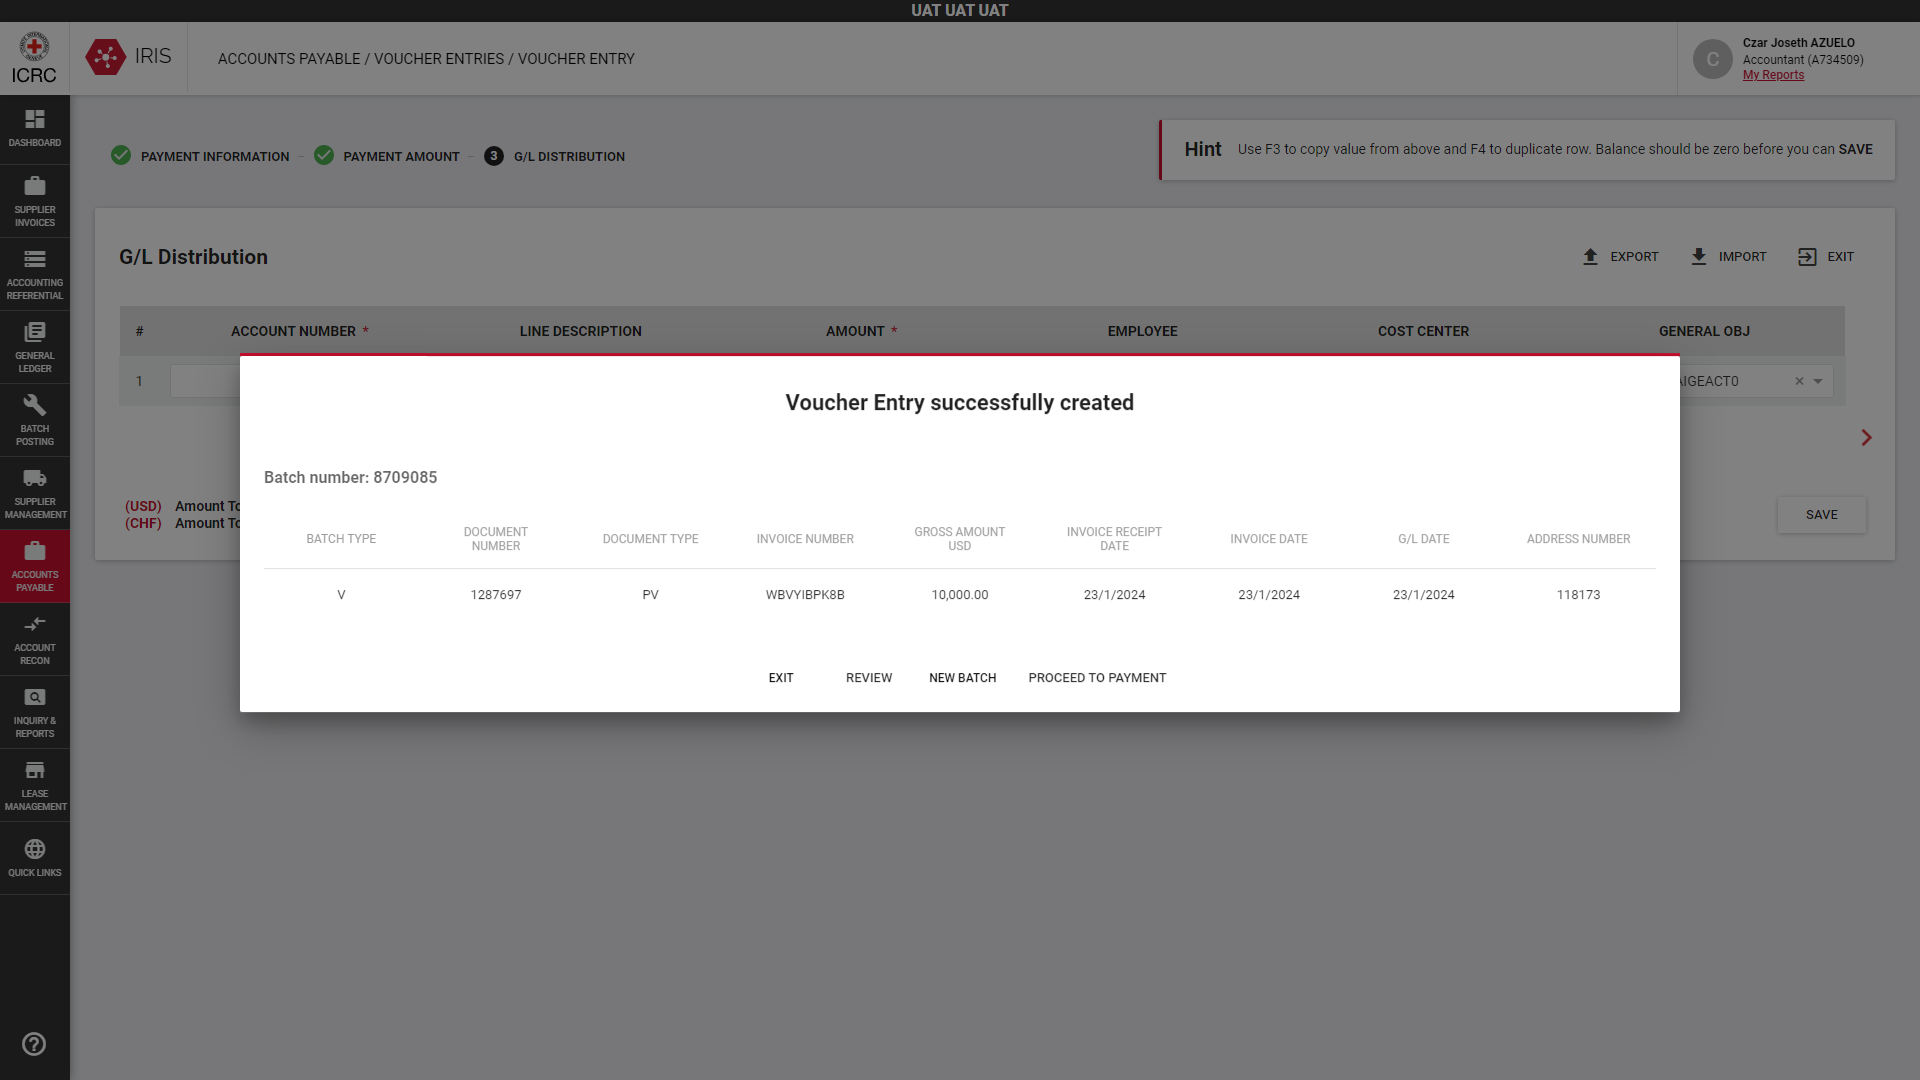 UAT UAT UAT
ICRC
IRIS
ACCOUNTS PAYABLE / VOUCHER ENTRIES / VOUCHER ENTRY
C
Czar Joseth AZUELO
Accountant (A734509)
My Reports
DASHBOARD
SUPPLIER
INVOICES
ACCOUNTING
REFERENTIAL
GENERAL
LEDGER
BATCH
POSTING
SUPPLIER
MANAGEMENT
ACCOUNTS
PAYABLE
ACCOUNT
RECON
INQUIRY &
REPORTS
LEASE
MANAGEMENT
QUICK LINKS
PAYMENT INFORMATION
PAYMENT AMOUNT
3 G/L DISTRIBUTION
Hint Use F3 to copy value from above and F4 to duplicate row. Balance should be zero before you can SAVE
G/L Distribution
EXPORT
IMPORT
EXIT
# ACCOUNT NUMBER * LINE DESCRIPTION AMOUNT * EMPLOYEE COST CENTER GENERAL OBJ
1 AIGEACT0
(USD) Amount To
(CHF) Amount To
SAVE
Voucher Entry successfully created
Batch number: 8709085
BATCH TYPE DOCUMENT NUMBER DOCUMENT TYPE INVOICE NUMBER GROSS AMOUNT USD INVOICE RECEIPT DATE INVOICE DATE G/L DATE ADDRESS NUMBER
V 1287697 PV WBVYIBPK8B 10,000.00 23/1/2024 23/1/2024 23/1/2024 118173
EXIT REVIEW NEW BATCH PROCEED TO PAYMENT